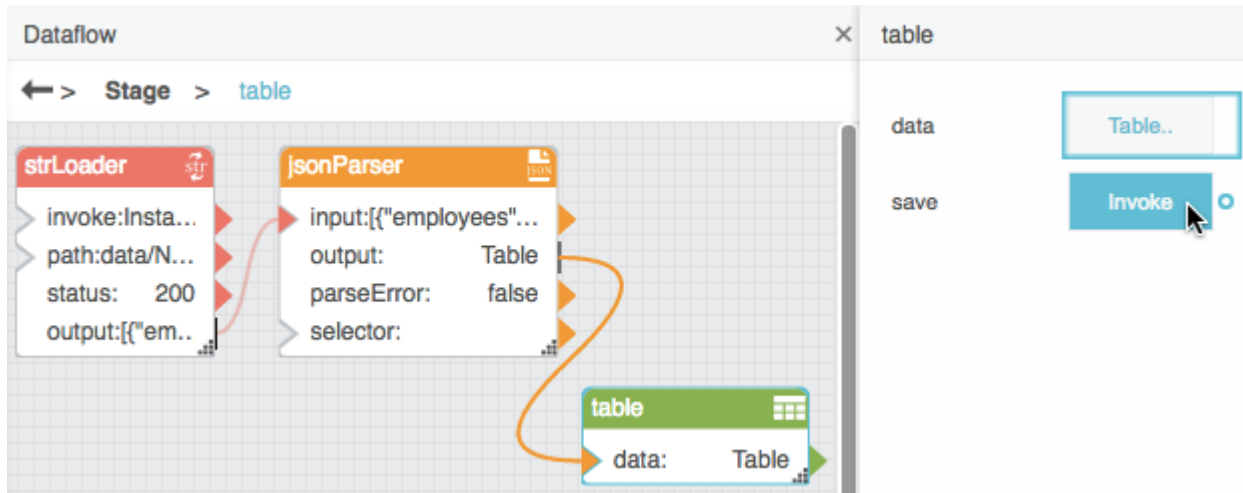 Dataflow
×
table
> Stage > table
data
Table..
save
Invoke
strLoader
str
invoke:Insta...
path:data/N...
status: 200
output:[{"em..
jsonParser
JSON
input:[{"employees"...
output: Table
parseError: false
selector:
table
data: Table